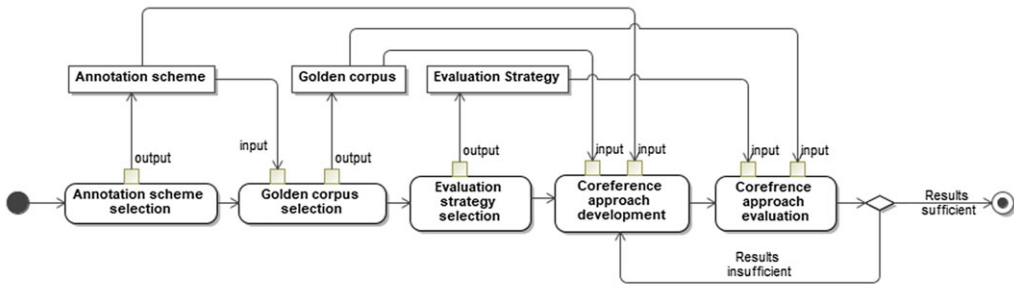 Annotation scheme
Golden corpus
Evaluation Strategy
output
input
output
output
input
input
input
input
Annotation scheme
selection
Golden corpus
selection
Evaluation
strategy
selection
Coreference
approach
development
Corefrence
approach
evaluation
Results
sufficient
Results
insufficient